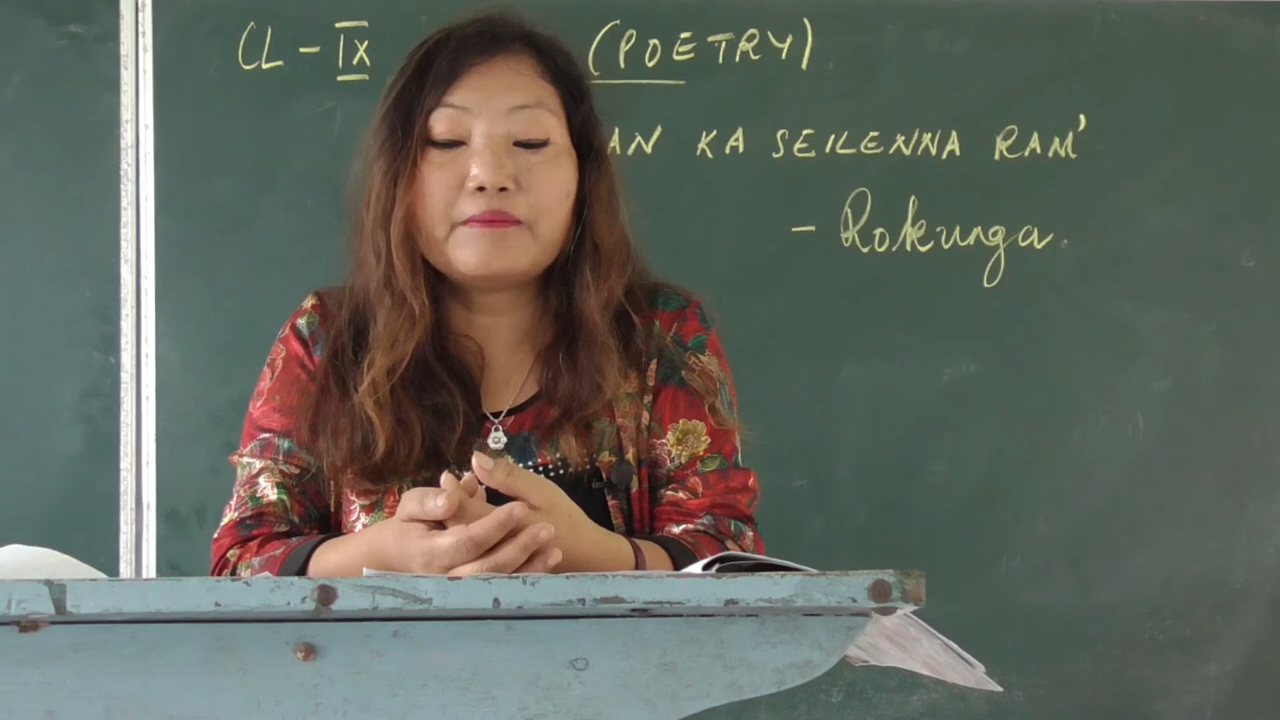 CL - IX (POETRY)
AN KA SEILENNA RAM'
- Rokunga.